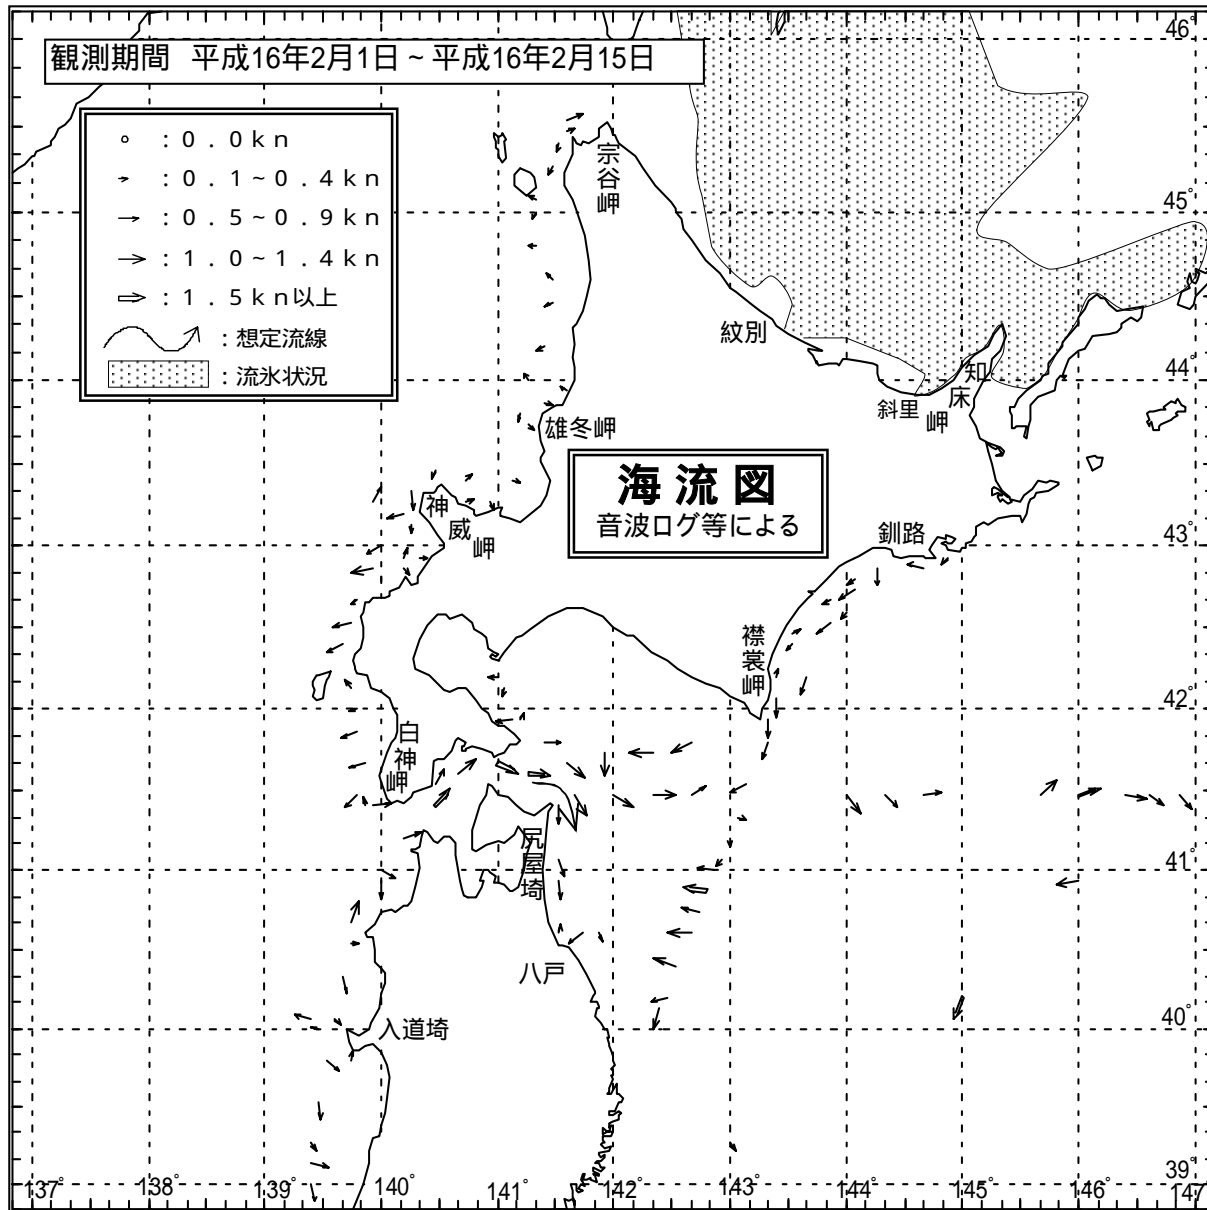 観測期間 平成16年2月1日～平成16年2月15日
：０．０ｋｎ
：０．１～０．４ｋｎ
：０．５～０．９ｋｎ
：１．０～１．４ｋｎ
：１．５ｋｎ以上
：想定流線
：流氷状況
宗谷岬
紋別
知床岬
斜里
雄冬岬
海流図
音波ログ等による
神威岬
釧路
襟裳岬
白神岬
尻屋埼
八戸
入道埼
46°
45°
44°
43°
42°
41°
40°
39°
137°
138°
139°
140°
141°
142°
143°
144°
145°
146°
147°